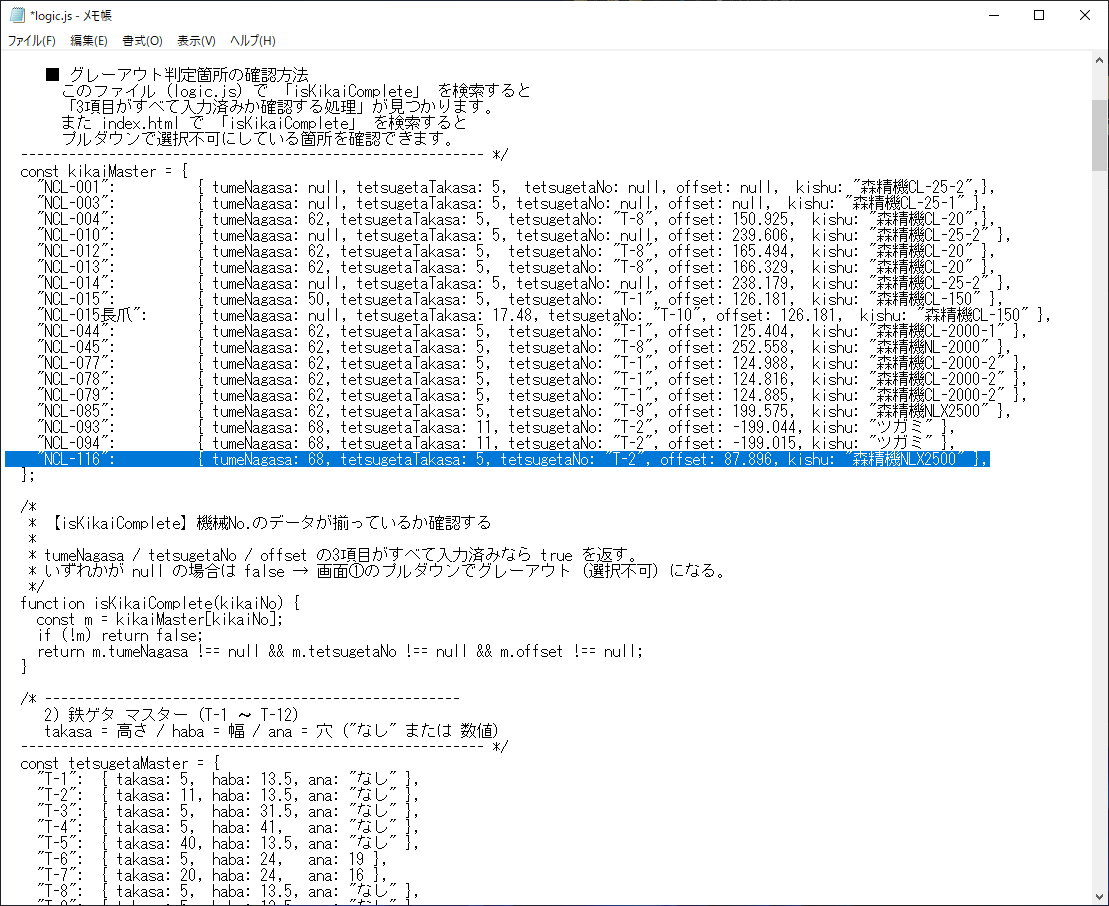 *logic.js - メモ帳
ファイル(F) 編集(E) 書式(O) 表示(V) ヘルプ(H)
■ グレーアウト判定箇所の確認方法
このファイル (logic.js) で 「isKikaiComplete」 を検索すると
「3項目がすべて入力済みか確認する処理」が見つかります。
また index.html で 「isKikaiComplete」 を検索すると
プルダウンで選択不可にしている箇所を確認できます。
---------------------------------------------------------- */
const kikaiMaster = {
"NCL-001": { tumeNagasa: null, tetsugetaTakasa: 5, tetsugetaNo: null, offset: null, kishu: "森精機CL-25-2",},
"NCL-003": { tumeNagasa: null, tetsugetaTakasa: 5, tetsugetaNo: null, offset: null, kishu: "森精機CL-25-1" },
"NCL-004": { tumeNagasa: 62, tetsugetaTakasa: 5, tetsugetaNo: "T-8", offset: 150.925, kishu: "森精機CL-20",},
"NCL-010": { tumeNagasa: null, tetsugetaTakasa: 5, tetsugetaNo: null, offset: 239.606, kishu: "森精機CL-25-2" },
"NCL-012": { tumeNagasa: 62, tetsugetaTakasa: 5, tetsugetaNo: "T-8", offset: 165.494, kishu: "森精機CL-20" },
"NCL-013": { tumeNagasa: 62, tetsugetaTakasa: 5, tetsugetaNo: "T-8", offset: 166.329, kishu: "森精機CL-20" },
"NCL-014": { tumeNagasa: null, tetsugetaTakasa: 5, tetsugetaNo: null, offset: 238.179, kishu: "森精機CL-25-2" },
"NCL-015": { tumeNagasa: 50, tetsugetaTakasa: 5, tetsugetaNo: "T-1", offset: 126.181, kishu: "森精機CL-150" },
"NCL-015長爪": { tumeNagasa: null, tetsugetaTakasa: 17.48, tetsugetaNo: "T-10", offset: 126.181, kishu: "森精機CL-150" },
"NCL-044": { tumeNagasa: 62, tetsugetaTakasa: 5, tetsugetaNo: "T-1", offset: 125.404, kishu: "森精機CL-2000-1" },
"NCL-045": { tumeNagasa: 62, tetsugetaTakasa: 5, tetsugetaNo: "T-8", offset: 252.558, kishu: "森精機NL-2000" },
"NCL-077": { tumeNagasa: 62, tetsugetaTakasa: 5, tetsugetaNo: "T-1", offset: 124.988, kishu: "森精機CL-2000-2" },
"NCL-078": { tumeNagasa: 62, tetsugetaTakasa: 5, tetsugetaNo: "T-1", offset: 124.816, kishu: "森精機CL-2000-2" },
"NCL-079": { tumeNagasa: 62, tetsugetaTakasa: 5, tetsugetaNo: "T-1", offset: 124.885, kishu: "森精機CL-2000-2" },
"NCL-085": { tumeNagasa: 62, tetsugetaTakasa: 5, tetsugetaNo: "T-9", offset: 199.575, kishu: "森精機NLX2500" },
"NCL-093": { tumeNagasa: 68, tetsugetaTakasa: 11, tetsugetaNo: "T-2", offset: -199.044, kishu: "ツガミ" },
"NCL-094": { tumeNagasa: 68, tetsugetaTakasa: 11, tetsugetaNo: "T-2", offset: -199.015, kishu: "ツガミ" },
"NCL-116": { tumeNagasa: 68, tetsugetaTakasa: 5, tetsugetaNo: "T-2", offset: 87.896, kishu: "森精機NLX2500" },
};
/*
* 【isKikaiComplete】機械No.のデータが揃っているか確認する
*
* tumeNagasa / tetsugetaNo / offset の3項目がすべて入力済みなら true を返す。
* いずれかが null の場合は false → 画面①のプルダウンでグレーアウト (選択不可) になる。
*/
function isKikaiComplete(kikaiNo) {
const m = kikaiMaster[kikaiNo];
if (!m) return false;
return m.tumeNagasa !== null && m.tetsugetaNo !== null && m.offset !== null;
}
/* ----------------------------------------------------
2) 鉄ゲタ マスター (T-1 ～ T-12)
takasa = 高さ / haba = 幅 / ana = 穴 ("なし" または 数値)
---------------------------------------------------------- */
const tetsugetaMaster = {
"T-1": { takasa: 5, haba: 13.5, ana: "なし" },
"T-2": { takasa: 11, haba: 13.5, ana: "なし" },
"T-3": { takasa: 5, haba: 31.5, ana: "なし" },
"T-4": { takasa: 5, haba: 41, ana: "なし" },
"T-5": { takasa: 40, haba: 13.5, ana: "なし" },
"T-6": { takasa: 5, haba: 24, ana: 19 },
"T-7": { takasa: 20, haba: 24, ana: 16 },
"T-8": { takasa: 5, haba: 13.5, ana: "なし" },